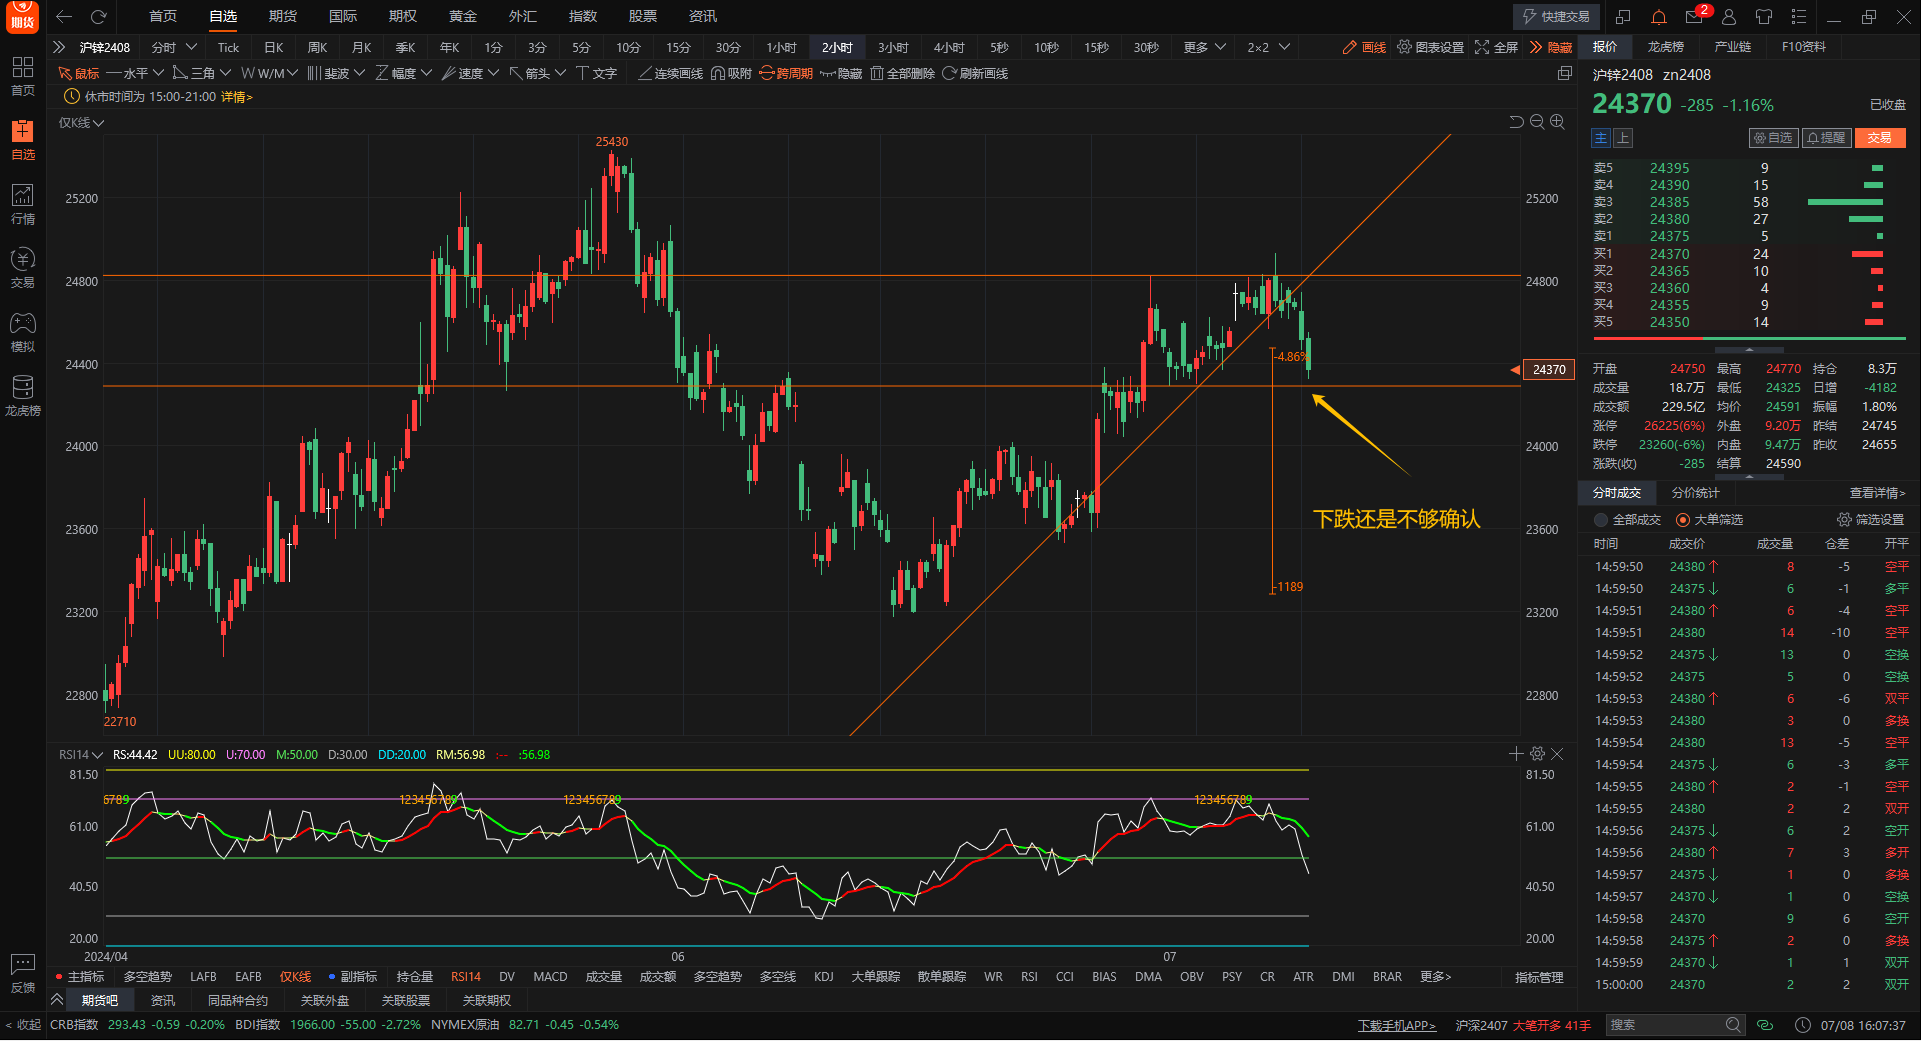 期货 首页 自选 期货 国际 期权 黄金 外汇 指数 股票 资讯 快捷交易 2
沪锌2408 分时 Tick 日K 周K 月K 季K 年K 1分 3分 5分 10分 15分 30分 1小时 2小时 3小时 4小时 5秒 10秒 15秒 30秒 更多 2×2 画线 图表设置 全屏 隐藏
鼠标 水平 三角 W/M 斐波 幅度 速度 箭头 文字 连续画线 吸附 跨周期 隐藏 全部删除 刷新画线
休市时间为 15:00-21:00 详情>
仅K线
首页
自选
行情
交易
模拟
龙虎榜
反馈
< 收起
25430
25200 25200
24800 24800
24400 24370
24000 24000
23600 23600
23200 23200
22800 22800
22710
-4.86%
-1189
下跌还是不够确认
RSI14 RS:44.42 UU:80.00 U:70.00 M:50.00 D:30.00 DD:20.00 RM:56.98 :-- :56.98
81.50 81.50
6789 123456789 123456789 123456789
61.00 61.00
40.50 40.50
20.00 20.00
2024/04 06 07
主指标 多空趋势 LAFB EAFB 仅K线 副指标 持仓量 RSI14 DV MACD 成交量 成交额 多空趋势 多空线 KDJ 大单跟踪 散单跟踪 WR RSI CCI BIAS DMA OBV PSY CR ATR DMI BRAR 更多> 指标管理
期货吧 资讯 同品种合约 关联外盘 关联股票 关联期权
CRB指数 293.43 -0.59 -0.20% BDI指数 1966.00 -55.00 -2.72% NYMEX原油 82.71 -0.45 -0.54% 下载手机APP> 沪深2407 大笔开多 41手 搜索 07/08 16:07:37
报价 龙虎榜 产业链 F10资料
沪锌2408 zn2408
24370 -285 -1.16% 已收盘
主 上 自选 提醒 交易
卖5 24395 9
卖4 24390 15
卖3 24385 58
卖2 24380 27
卖1 24375 5
买1 24370 24
买2 24365 10
买3 24360 4
买4 24355 9
买5 24350 14
开盘 24750 最高 24770 持仓 8.3万
成交量 18.7万 最低 24325 日增 -4182
成交额 229.5亿 均价 24591 振幅 1.80%
涨停 26225(6%) 外盘 9.20万 昨结 24745
跌停 23260(-6%) 内盘 9.47万 昨收 24655
涨跌(收) -285 结算 24590
分时成交 分价统计 查看详情>
全部成交 大单筛选 筛选设置
时间 成交价 成交量 仓差 开平
14:59:50 24380↑ 8 -5 空平
14:59:50 24375↓ 6 -1 多平
14:59:51 24380↑ 6 -4 空平
14:59:51 24380 14 -10 空平
14:59:52 24375↓ 13 0 空换
14:59:52 24375 5 0 空换
14:59:53 24380↑ 6 -6 双平
14:59:53 24380 3 0 多换
14:59:54 24380 13 -5 空平
14:59:54 24375↓ 6 -3 多平
14:59:55 24380↑ 2 -1 空平
14:59:55 24380 2 2 双开
14:59:56 24375↓ 6 2 空开
14:59:56 24380↑ 7 3 多开
14:59:57 24375↓ 1 0 多换
14:59:57 24370↓ 1 0 空换
14:59:58 24370 9 6 空开
14:59:58 24375↑ 2 0 多换
14:59:59 24370↓ 1 1 双开
15:00:00 24370 2 2 双开